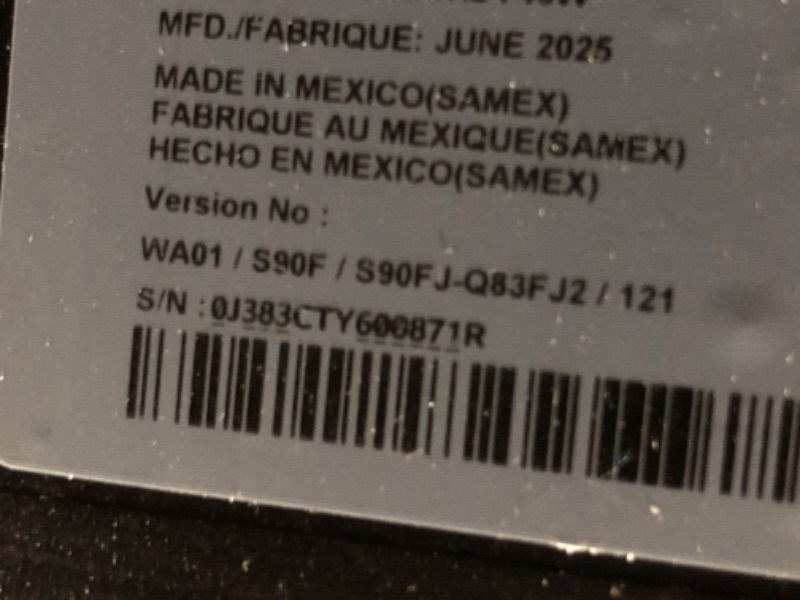 MFD./FABRIQUE: JUNE 2025
MADE IN MEXICO(SAMEX)
FABRIQUE AU MEXIQUE(SAMEX)
HECHO EN MEXICO(SAMEX)
Version No :
WA01 / S90F / S90FJ-Q83FJ2 / 121
S/N :0J383CTY600871R